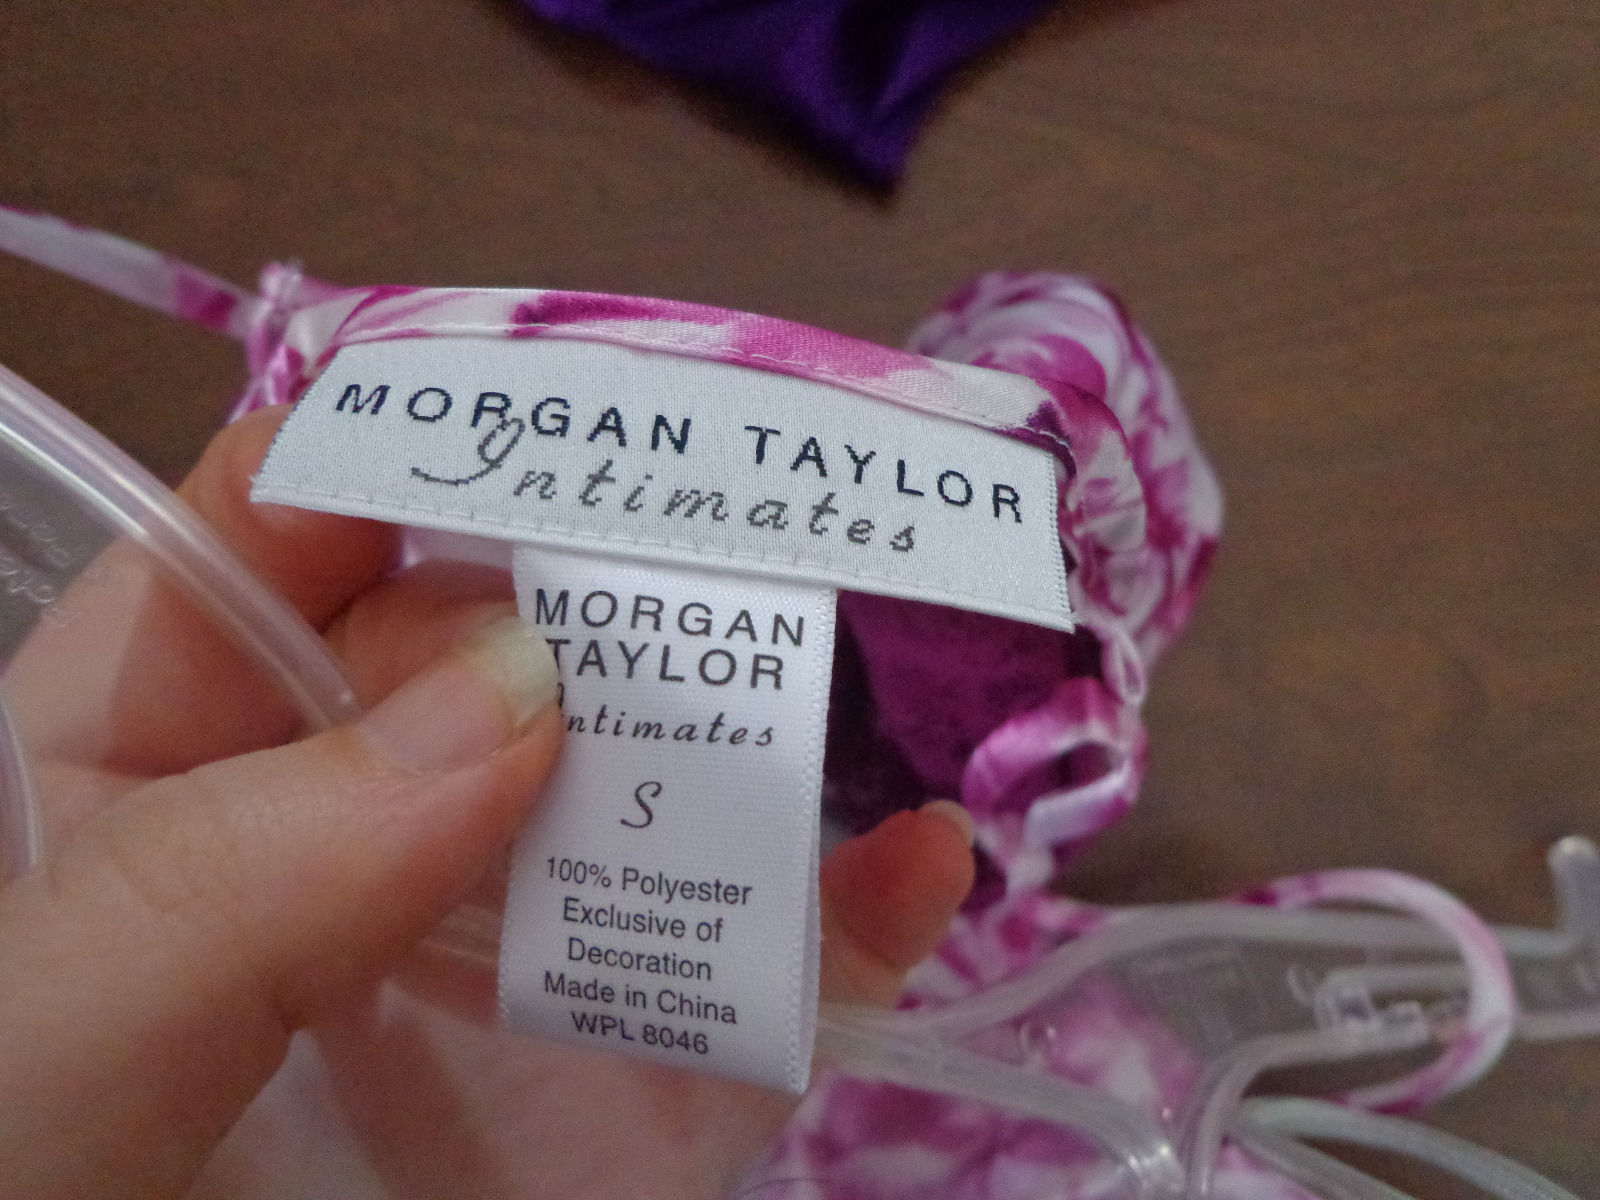 MORGAN TAYLOR
Intimates
MORGAN
TAYLOR
Intimates
S
100% Polyester
Exclusive of
Decoration
Made in China
WPL 8046